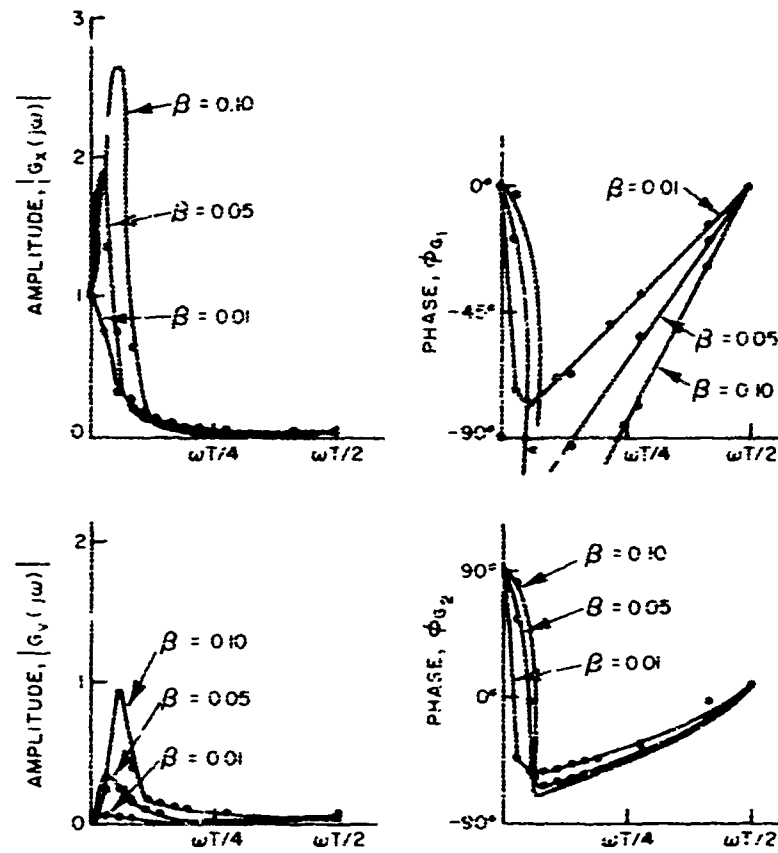 3
2
1
0
AMPLITUDE, |Gx(jω)|
β = 0.10
β = 0.05
β = 0.01
ωT/4
ωT/2
0°
-45°
-90°
PHASE, ϕG1
β = 0.01
β = 0.05
β = 0.10
ωT/4
ωT/2
2
1
0
AMPLITUDE, |Gv(jω)|
β = 0.10
β = 0.05
β = 0.01
ωT/4
ωT/2
90°
0°
-90°
PHASE, ϕG2
β = 0.10
β = 0.05
β = 0.01
ωT/4
ωT/2